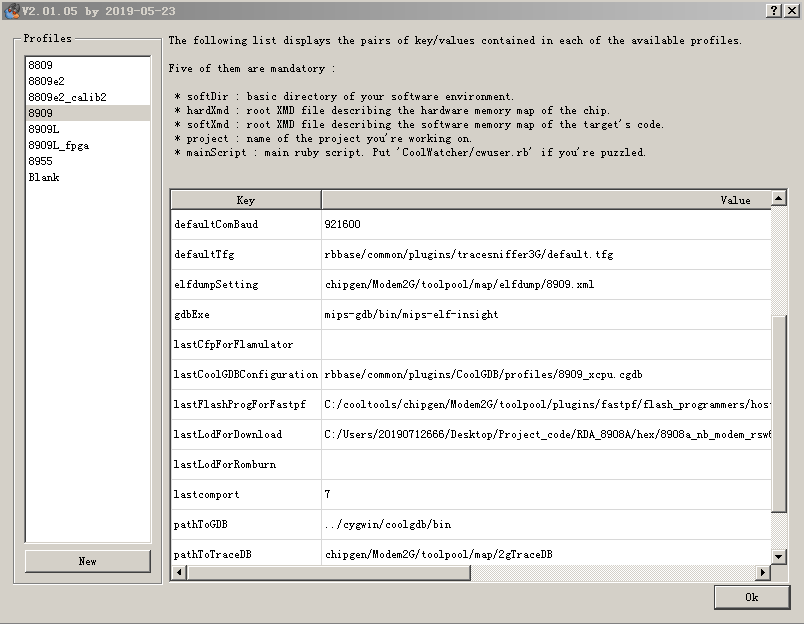 V2.01.05 by 2019-05-23
Profiles
8809
8809e2
8809e2_calib2
8909
8909L
8909L_fpga
8955
Blank
New
The following list displays the pairs of key/values contained in each of the available profiles.
Five of them are mandatory :
* softDir : basic directory of your software environment.
* hardXmd : root XMD file describing the hardware memory map of the chip.
* softXmd : root XMD file describing the software memory map of the target's code.
* project : name of the project you're working on.
* mainScript : main ruby script. Put 'CoolWatcher/cwuser.rb' if you're puzzled.
Key Value
defaultComBaud 921600
defaultTfg rbbase/common/plugins/tracesniffer3G/default.tfg
elfdumpSetting chipgen/Modem2G/toolpool/map/elfdump/8909.xml
gdbExe mips-gdb/bin/mips-elf-insight
lastCfpForFlamulator
lastCoolGDBConfiguration rbbase/common/plugins/CoolGDB/profiles/8909_xcpu.cgdb
lastFlashProgForFastpf C:/cooltools/chipgen/Modem2G/toolpool/plugins/fastpf/flash_programmers/host
lastLodForDownload C:/Users/20190712666/Desktop/Project_code/RDA_8908A/hex/8908a_nb_modem_rsw6
lastLodForRomburn
lastcomport 7
pathToGDB ../cygwin/coolgdb/bin
pathToTraceDB chipgen/Modem2G/toolpool/map/2gTraceDB
Ok